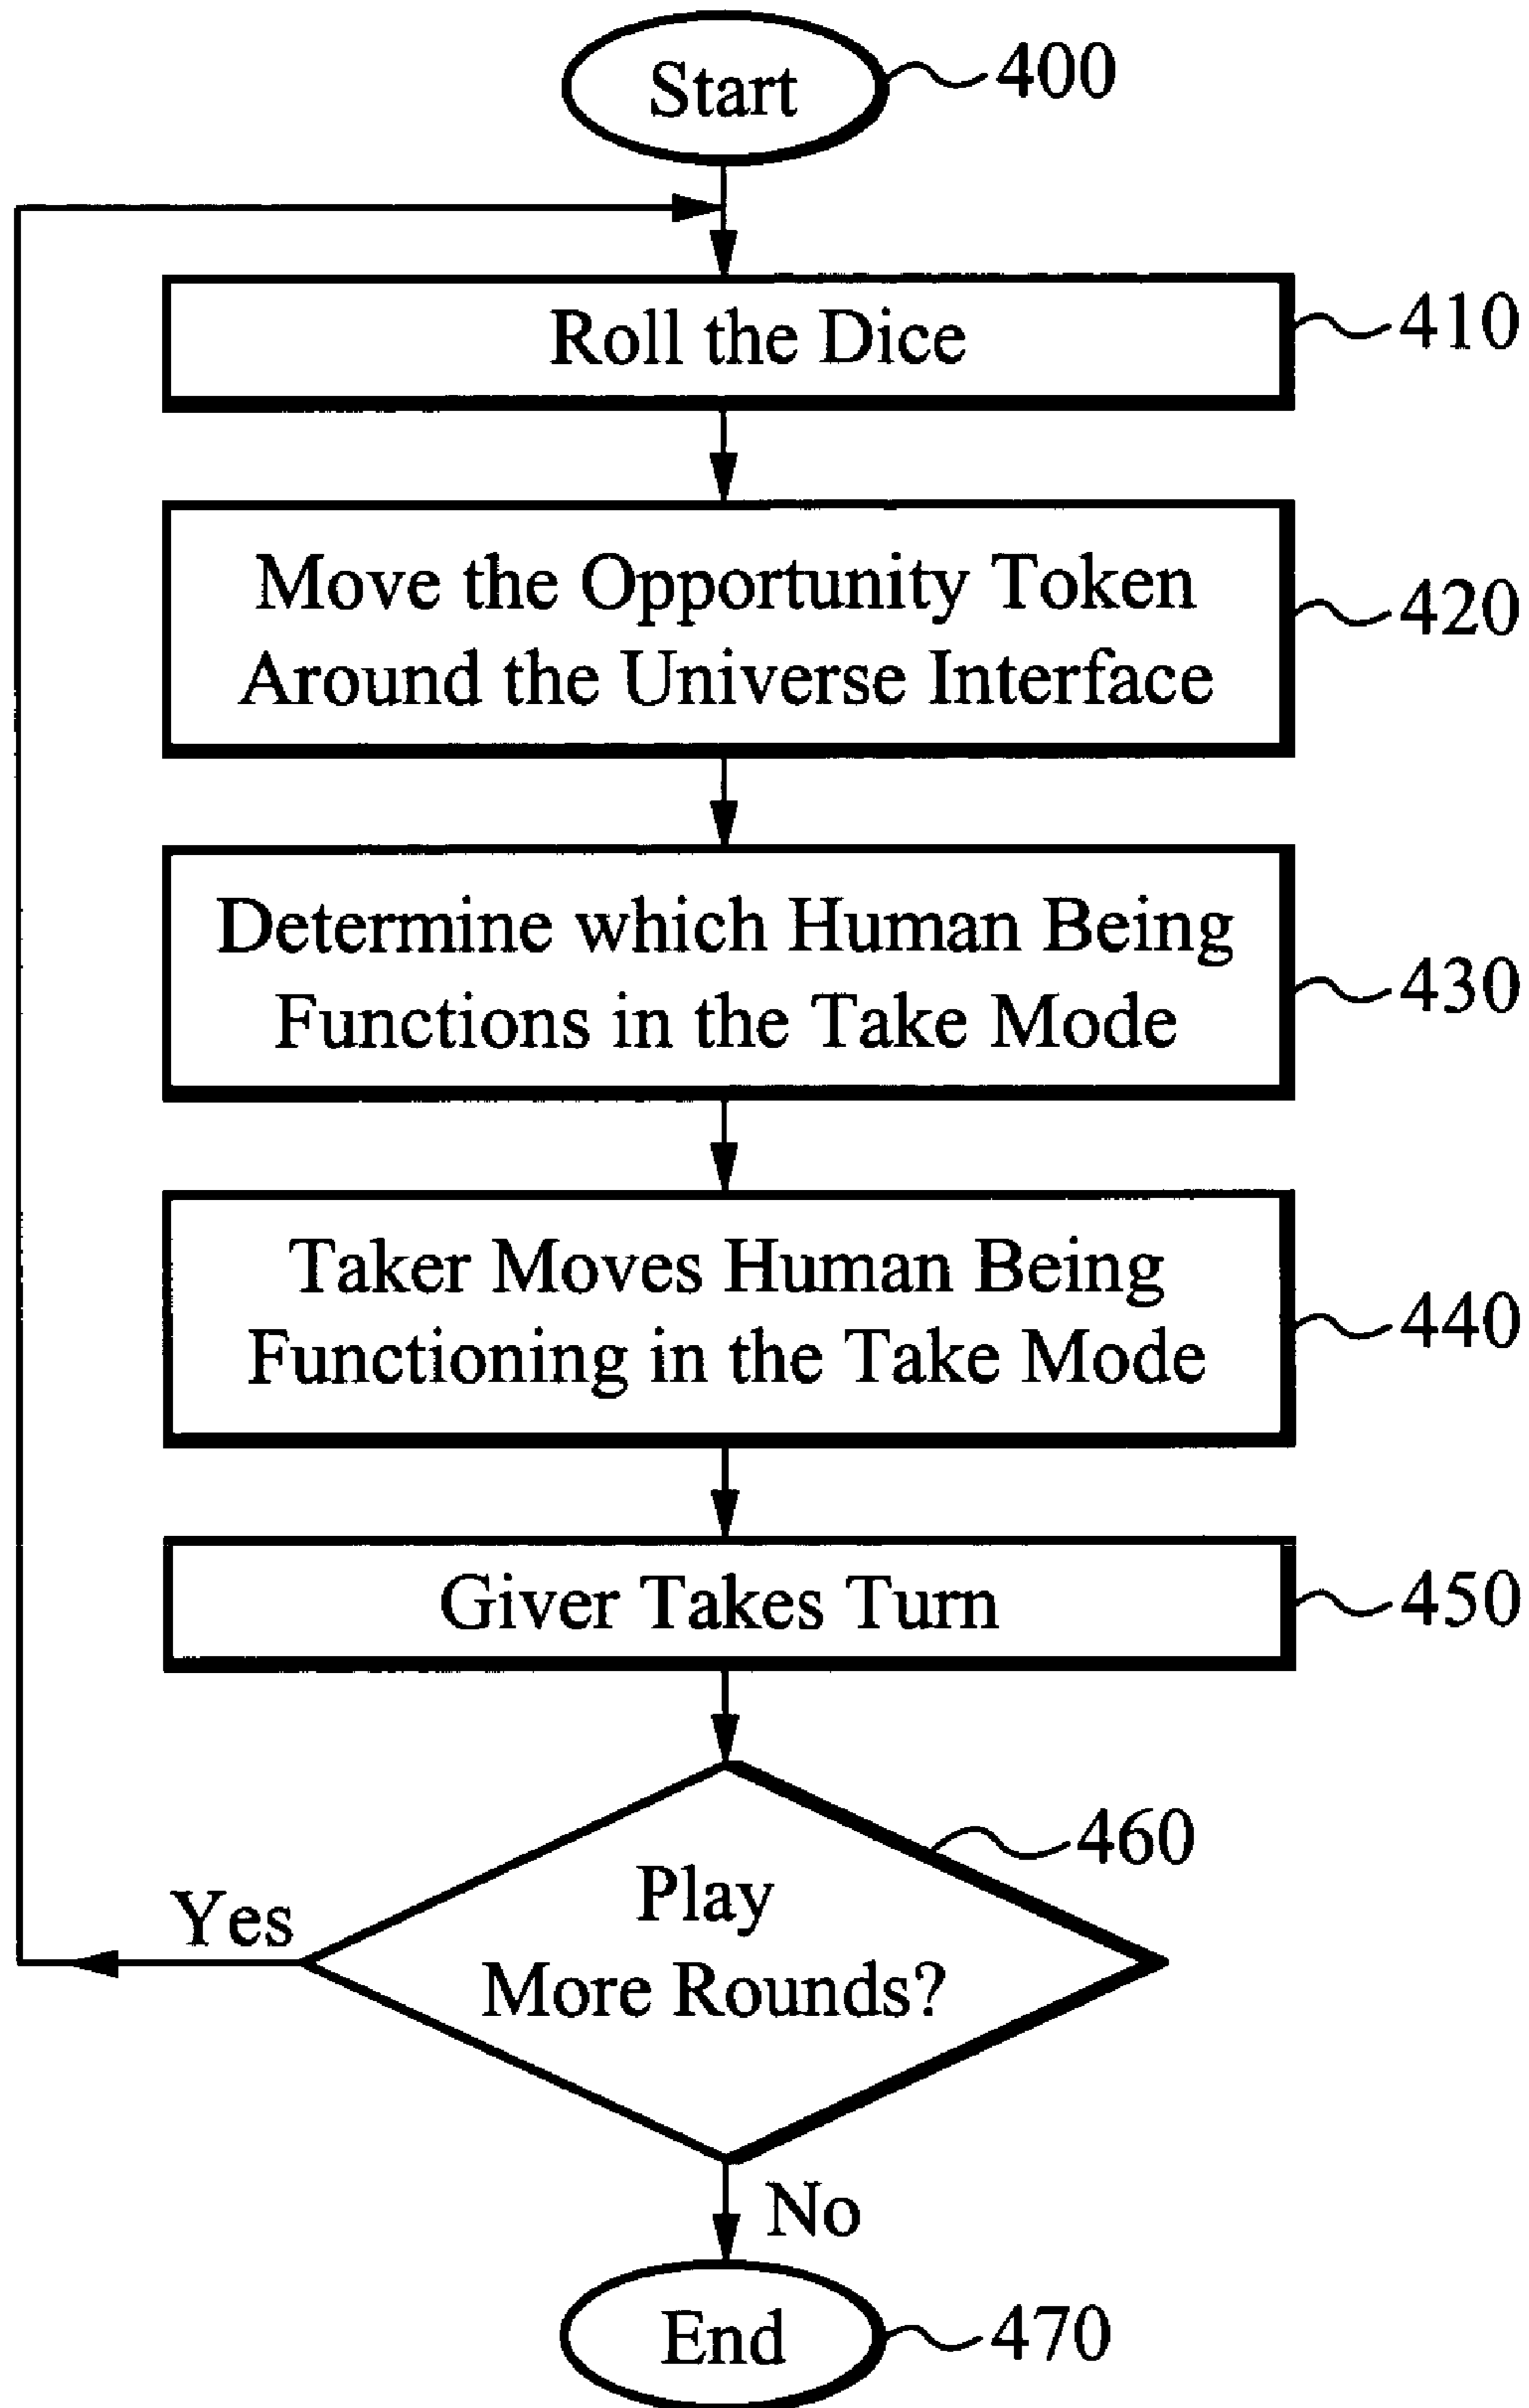 Start
400
Roll the Dice
410
Move the Opportunity Token
Around the Universe Interface
420
Determine which Human Being
Functions in the Take Mode
430
Taker Moves Human Being
Functioning in the Take Mode
440
Giver Takes Turn
450
460
Play
More Rounds?
Yes
No
End
470